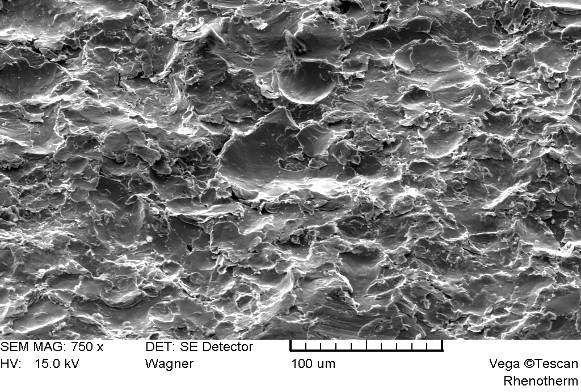 SEM MAG: 750 x DET: SE Detector
HV: 15.0 kV Wagner 100 um Vega ©Tescan
Rhenotherm